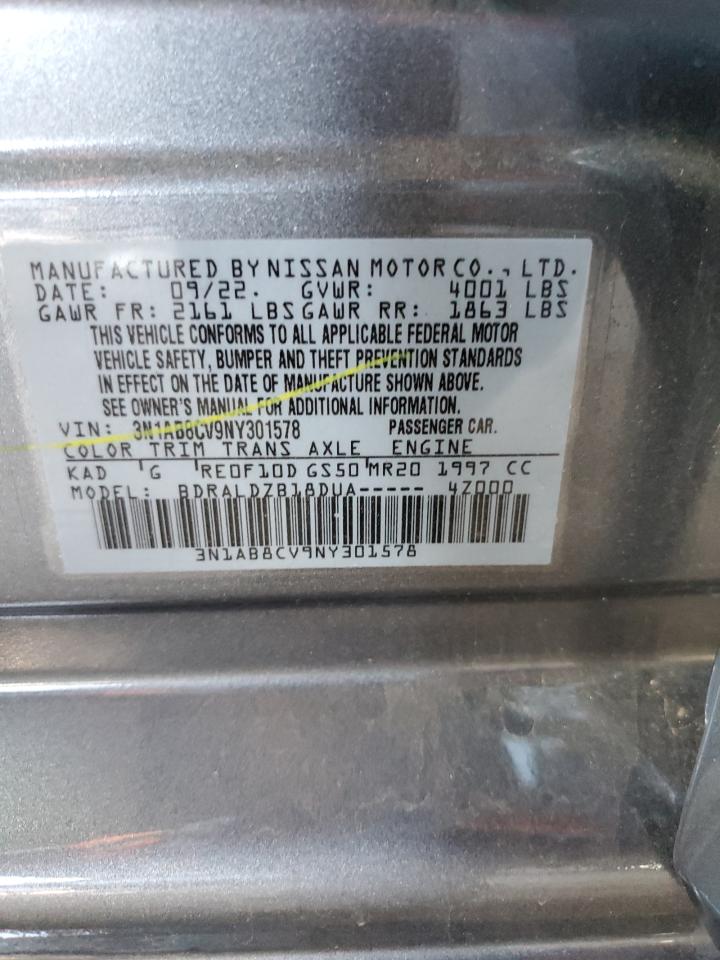 MANUFACTURED BY NISSAN MOTOR CO., LTD.
DATE: 09/22. GVWR: 4001 LBS
GAWR FR: 2161 LBS GAWR RR: 1863 LBS
THIS VEHICLE CONFORMS TO ALL APPLICABLE FEDERAL MOTOR
VEHICLE SAFETY, BUMPER AND THEFT PREVENTION STANDARDS
IN EFFECT ON THE DATE OF MANUFACTURE SHOWN ABOVE.
SEE OWNER'S MANUAL FOR ADDITIONAL INFORMATION.
VIN: 3N1AB8CV9NY301578 PASSENGER CAR.
COLOR TRIM TRANS AXLE ENGINE
KAD G RE0F10D GS50 MR20 1997 CC
MODEL: BDRALDZB18DUA----- 4Z000
3N1AB8CV9NY301578